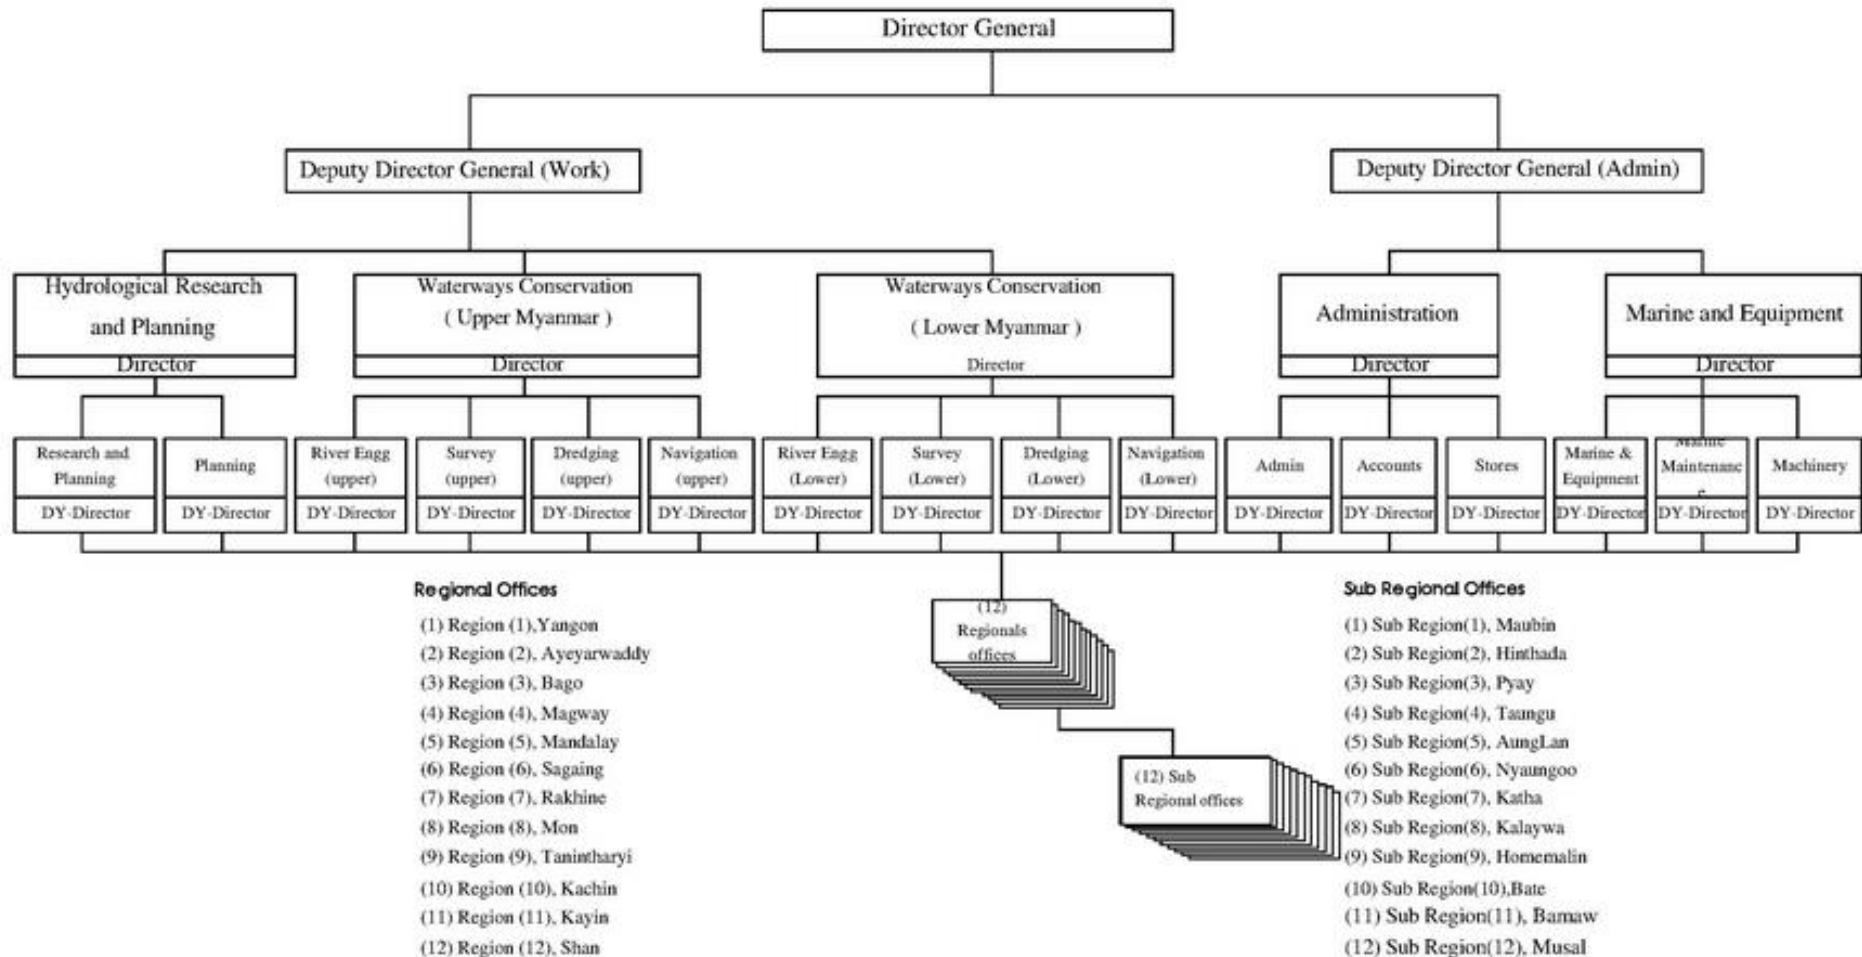 Director General
Deputy Director General (Work)
Deputy Director General (Admin)
Hydrological Research
and Planning
Director
Waterways Conservation
( Upper Myanmar )
Director
Waterways Conservation
( Lower Myanmar )
Director
Administration
Director
Marine and Equipment
Director
Research and
Planning
DY-Director
Planning
DY-Director
River Engg
(upper)
DY-Director
Survey
(upper)
DY-Director
Dredging
(upper)
DY-Director
Navigation
(upper)
DY-Director
River Engg
(Lower)
DY-Director
Survey
(Lower)
DY-Director
Dredging
(Lower)
DY-Director
Navigation
(Lower)
DY-Director
Admin
DY-Director
Accounts
DY-Director
Stores
DY-Director
Marine &
Equipment
DY-Director
Marine
Maintenanc
e
DY-Director
Machinery
DY-Director
Regional Offices
(1) Region (1),Yangon
(2) Region (2), Ayeyarwaddy
(3) Region (3), Bago
(4) Region (4), Magway
(5) Region (5), Mandalay
(6) Region (6), Sagaing
(7) Region (7), Rakhine
(8) Region (8), Mon
(9) Region (9), Tanintharyi
(10) Region (10), Kachin
(11) Region (11), Kayin
(12) Region (12), Shan
(12)
Regionals
offices
(12) Sub
Regional offices
Sub Regional Offices
(1) Sub Region(1), Maubin
(2) Sub Region(2), Hinthada
(3) Sub Region(3), Pyay
(4) Sub Region(4), Taungu
(5) Sub Region(5), AungLan
(6) Sub Region(6), Nyaungoo
(7) Sub Region(7), Katha
(8) Sub Region(8), Kalaywa
(9) Sub Region(9), Homemalin
(10) Sub Region(10),Bate
(11) Sub Region(11), Bamaw
(12) Sub Region(12), Musal